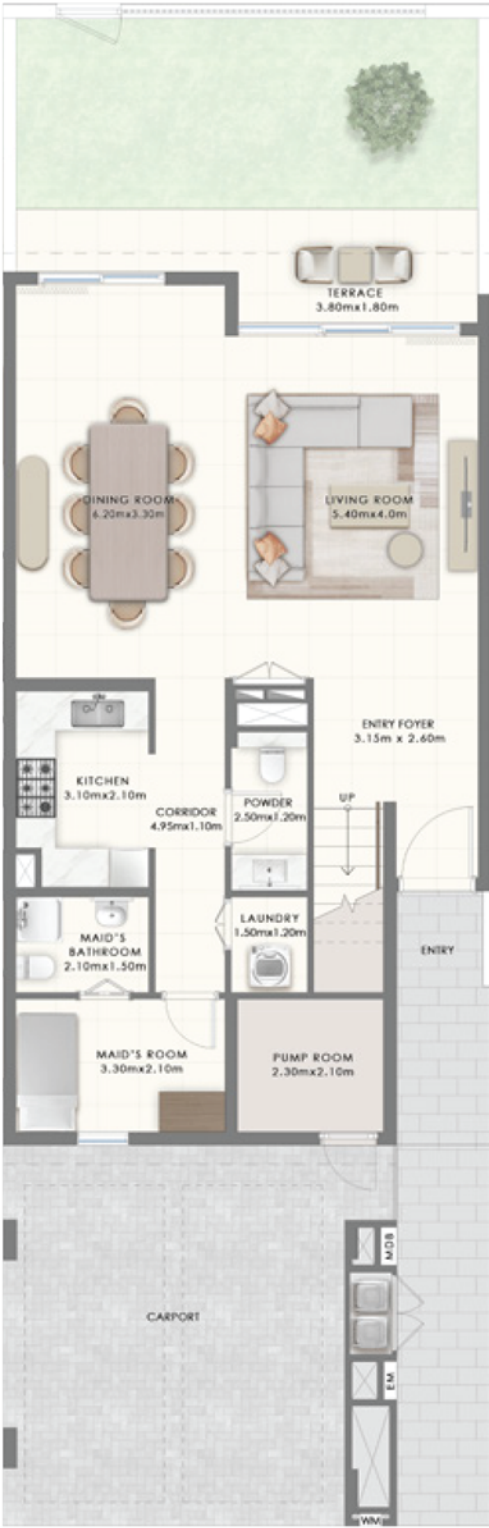 TERRACE
3.80mx1.80m
DINING ROOM
6.20mx3.30m
LIVING ROOM
5.40mx4.0m
ENTRY FOYER
3.15m x 2.60m
KITCHEN
3.10mx2.10m
CORRIDOR
4.95mx1.10m
POWDER
2.50mx1.20m
UP
MAID'S
BATHROOM
2.10mx1.50m
LAUNDRY
1.50mx1.20m
ENTRY
MAID'S ROOM
3.30mx2.10m
PUMP ROOM
2.30mx2.10m
MDB
CARPORT
EM
WM